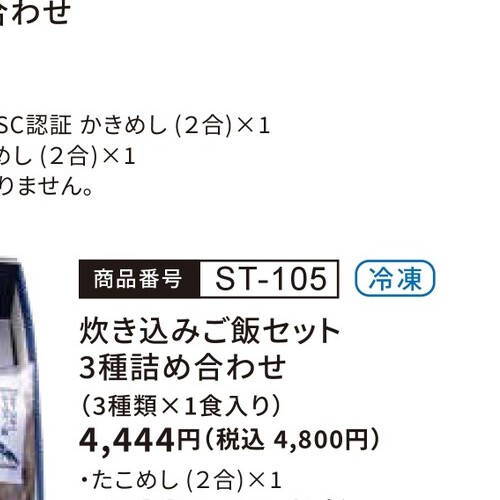 合わせ
SC認証 かきめし (2合)×1
めし (2合)×1
りません。
商品番号 ST-105 冷凍
炊き込みご飯セット
3種詰め合わせ
（3種類×1食入り）
4,444円（税込 4,800円）
・たこめし (2合)×1